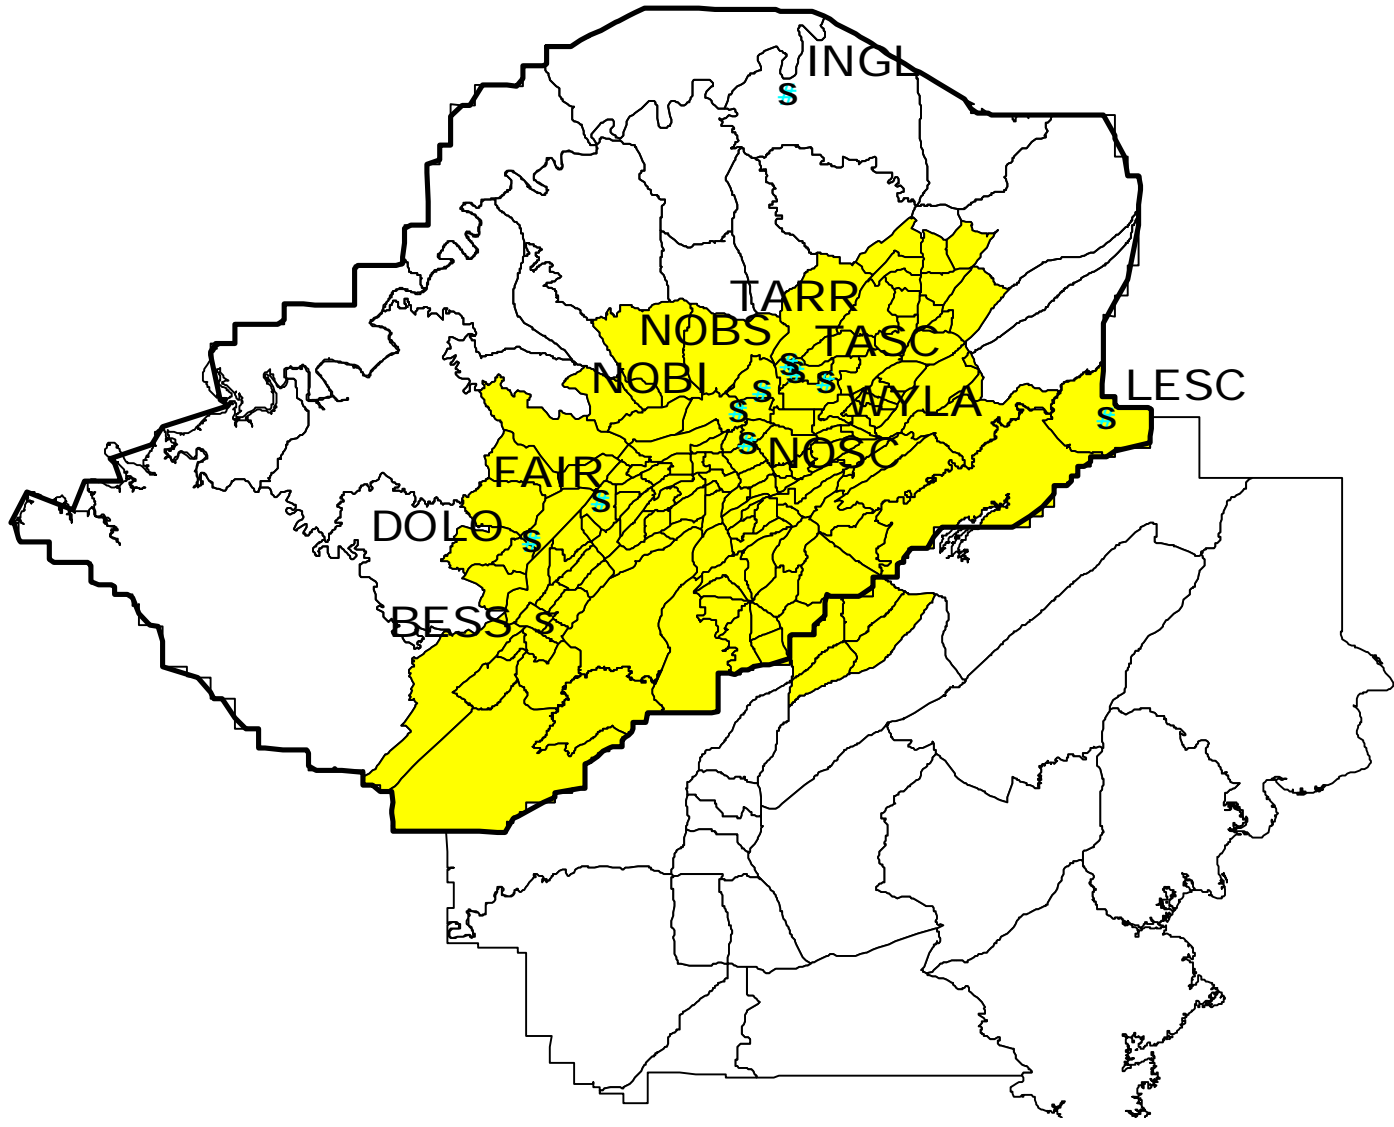 INGL
S
TARR
NOBS
TASC
S
S
NOBI
S
S
WYLA
LESC
S
S
S
NOSC
FAIR
S
DOLO
S
BESS S